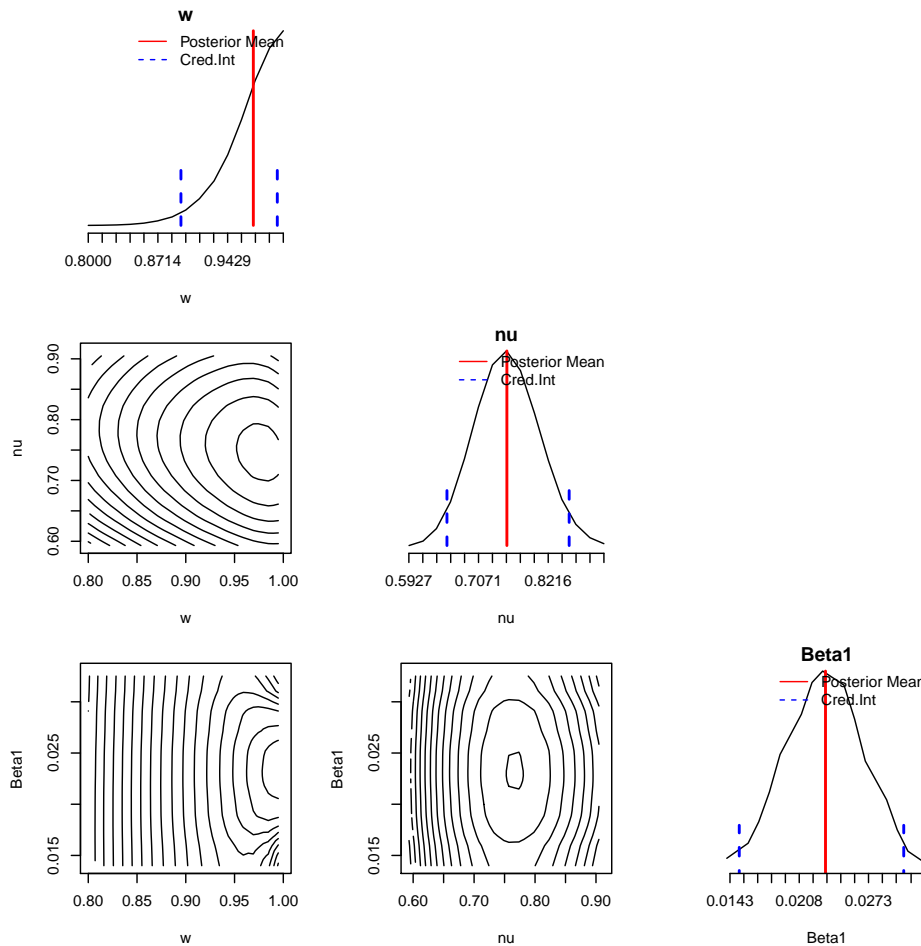 w
Posterior Mean
Cred.Int
0.8000 0.8714 0.9429
w
nu
Posterior Mean
Cred.Int
0.60 0.70 0.80 0.90
nu
0.80 0.85 0.90 0.95 1.00
w
0.5927 0.7071 0.8216
nu
Beta1
Posterior Mean
Cred.Int
0.015 0.025
Beta1
0.80 0.85 0.90 0.95 1.00
w
0.015 0.025
Beta1
0.60 0.70 0.80 0.90
nu
0.0143 0.0208 0.0273
Beta1